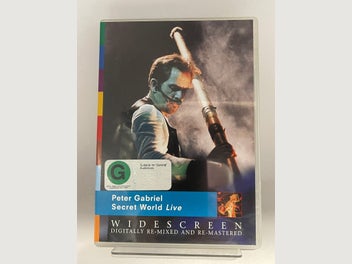 G
Peter Gabriel
Secret World Live
WIDESCREEN
DIGITALLY RE-MIXED AND RE-MASTERED